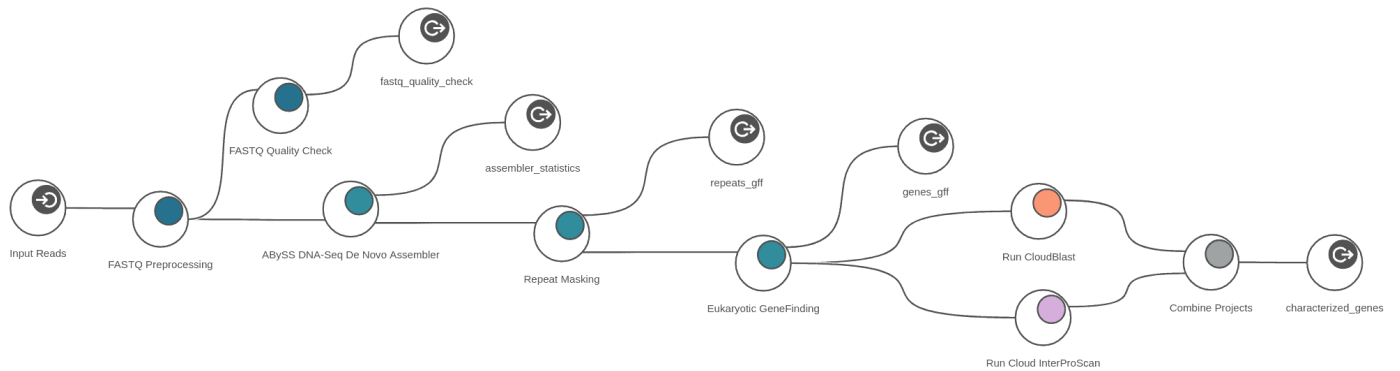 fastq_quality_check
FASTQ Quality Check
assembler_statistics
repeats_gff
genes_gff
Input Reads
FASTQ Preprocessing
ABySS DNA-Seq De Novo Assembler
Repeat Masking
Eukaryotic GeneFinding
Run CloudBlast
Run Cloud InterProScan
Combine Projects
characterized_genes